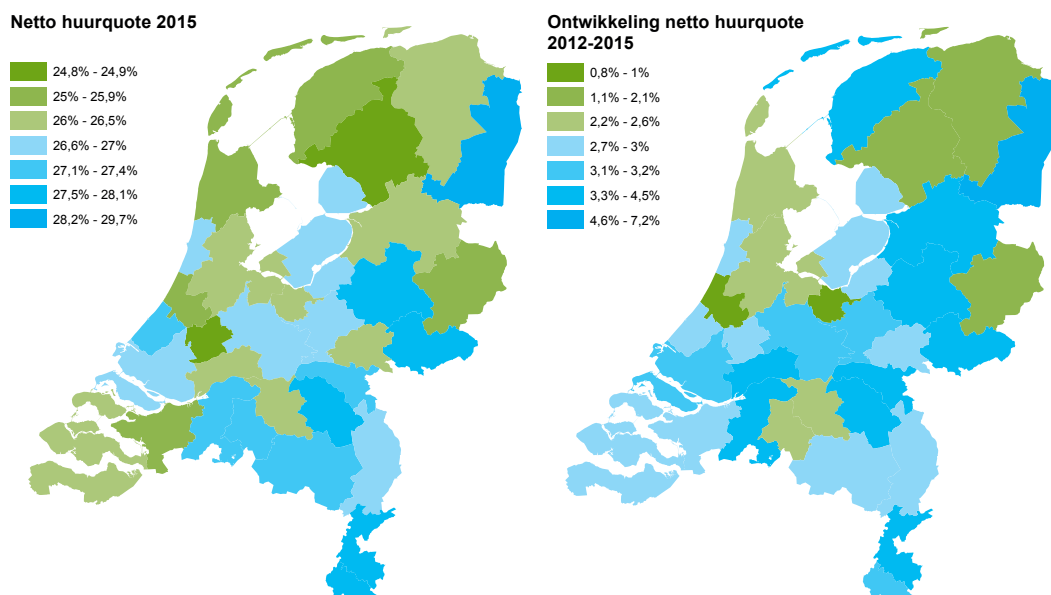 Netto huurquote 2015
24,8% - 24,9%
25% - 25,9%
26% - 26,5%
26,6% - 27%
27,1% - 27,4%
27,5% - 28,1%
28,2% - 29,7%
Ontwikkeling netto huurquote
2012-2015
0,8% - 1%
1,1% - 2,1%
2,2% - 2,6%
2,7% - 3%
3,1% - 3,2%
3,3% - 4,5%
4,6% - 7,2%